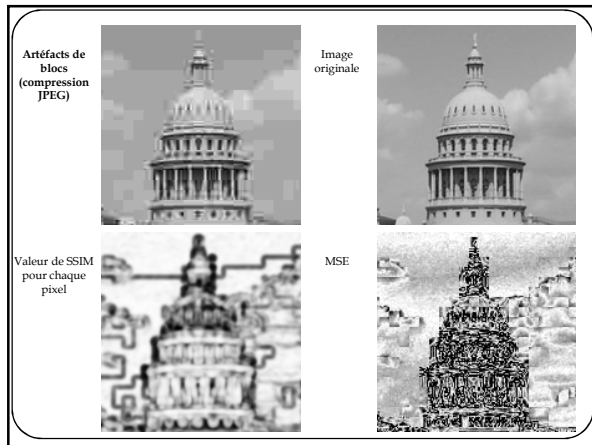 Artéfacts de
blocs
(compression
JPEG)
Image
originale
Valeur de SSIM
pour chaque
pixel
MSE